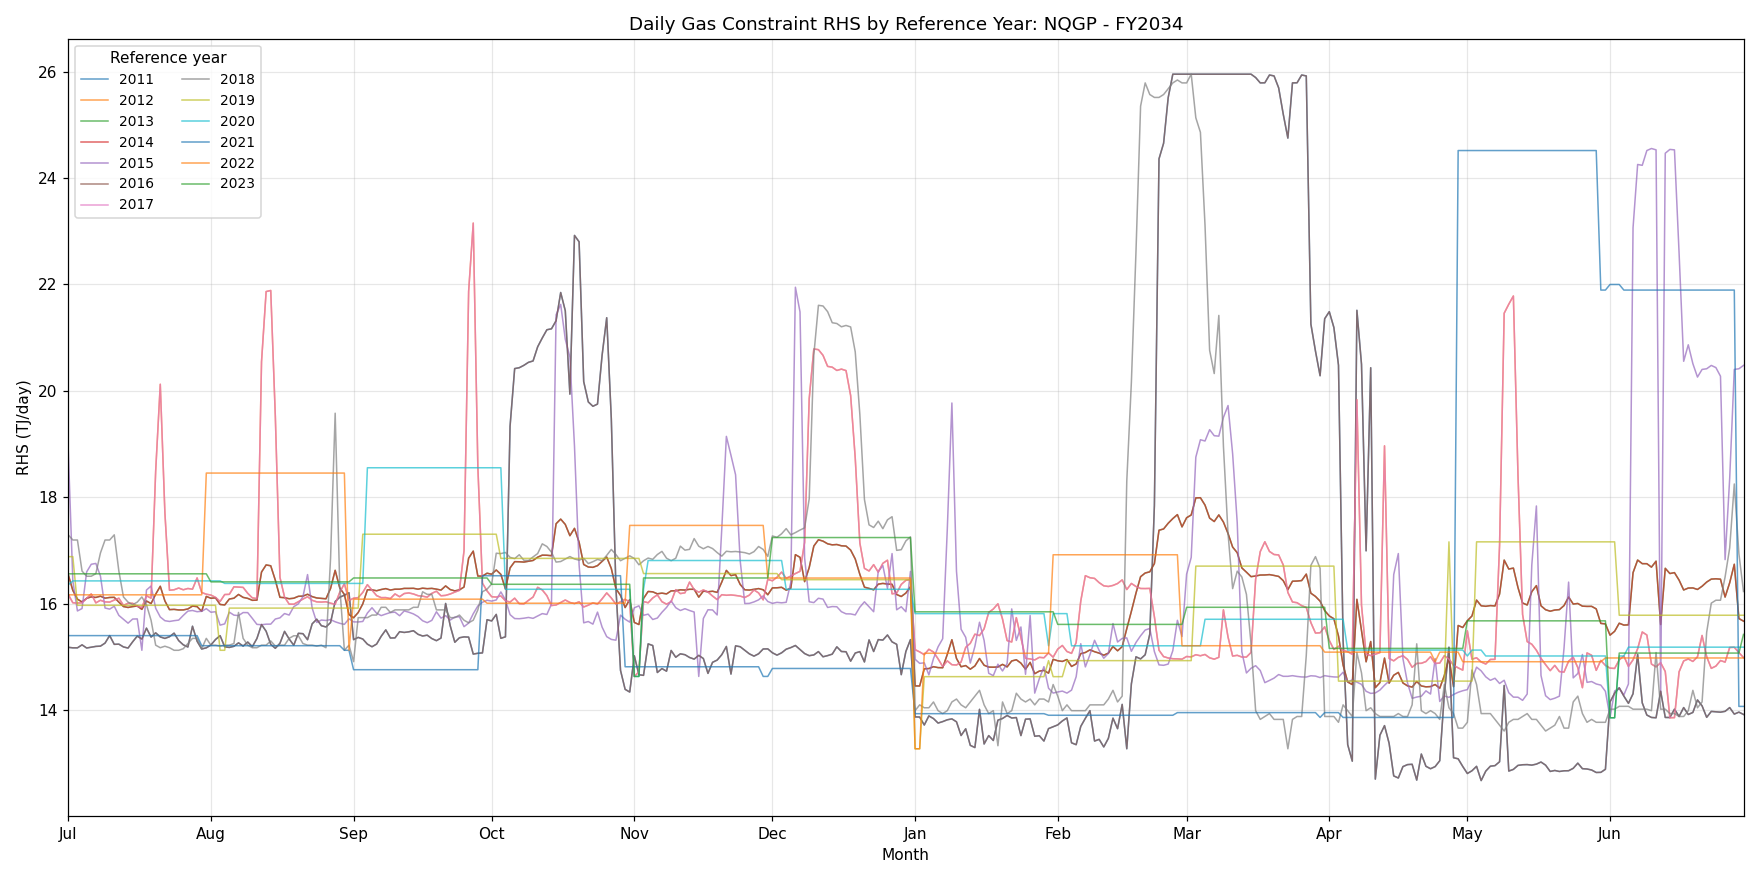 Daily Gas Constraint RHS by Reference Year: NQGP - FY2034
Reference year
2011 2018
2012 2019
2013 2020
2014 2021
2015 2022
2016 2023
2017
26
24
22
20
18
16
14
RHS (TJ/day)
Jul Aug Sep Oct Nov Dec Jan Feb Mar Apr May Jun
Month